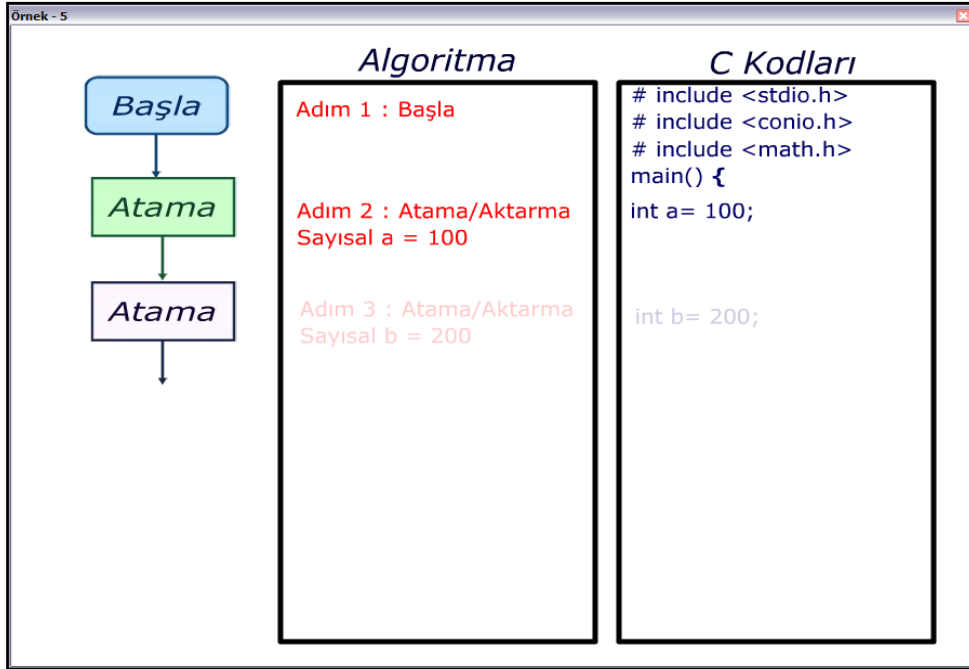 Örnek - 5
Başla
Atama
Atama
Algoritma
Adım 1 : Başla
Adım 2 : Atama/Aktarma
Sayısal a = 100
Adım 3 : Atama/Aktarma
Sayısal b = 200
C Kodları
# include <stdio.h>
# include <conio.h>
# include <math.h>
main() {
int a= 100;
int b= 200;